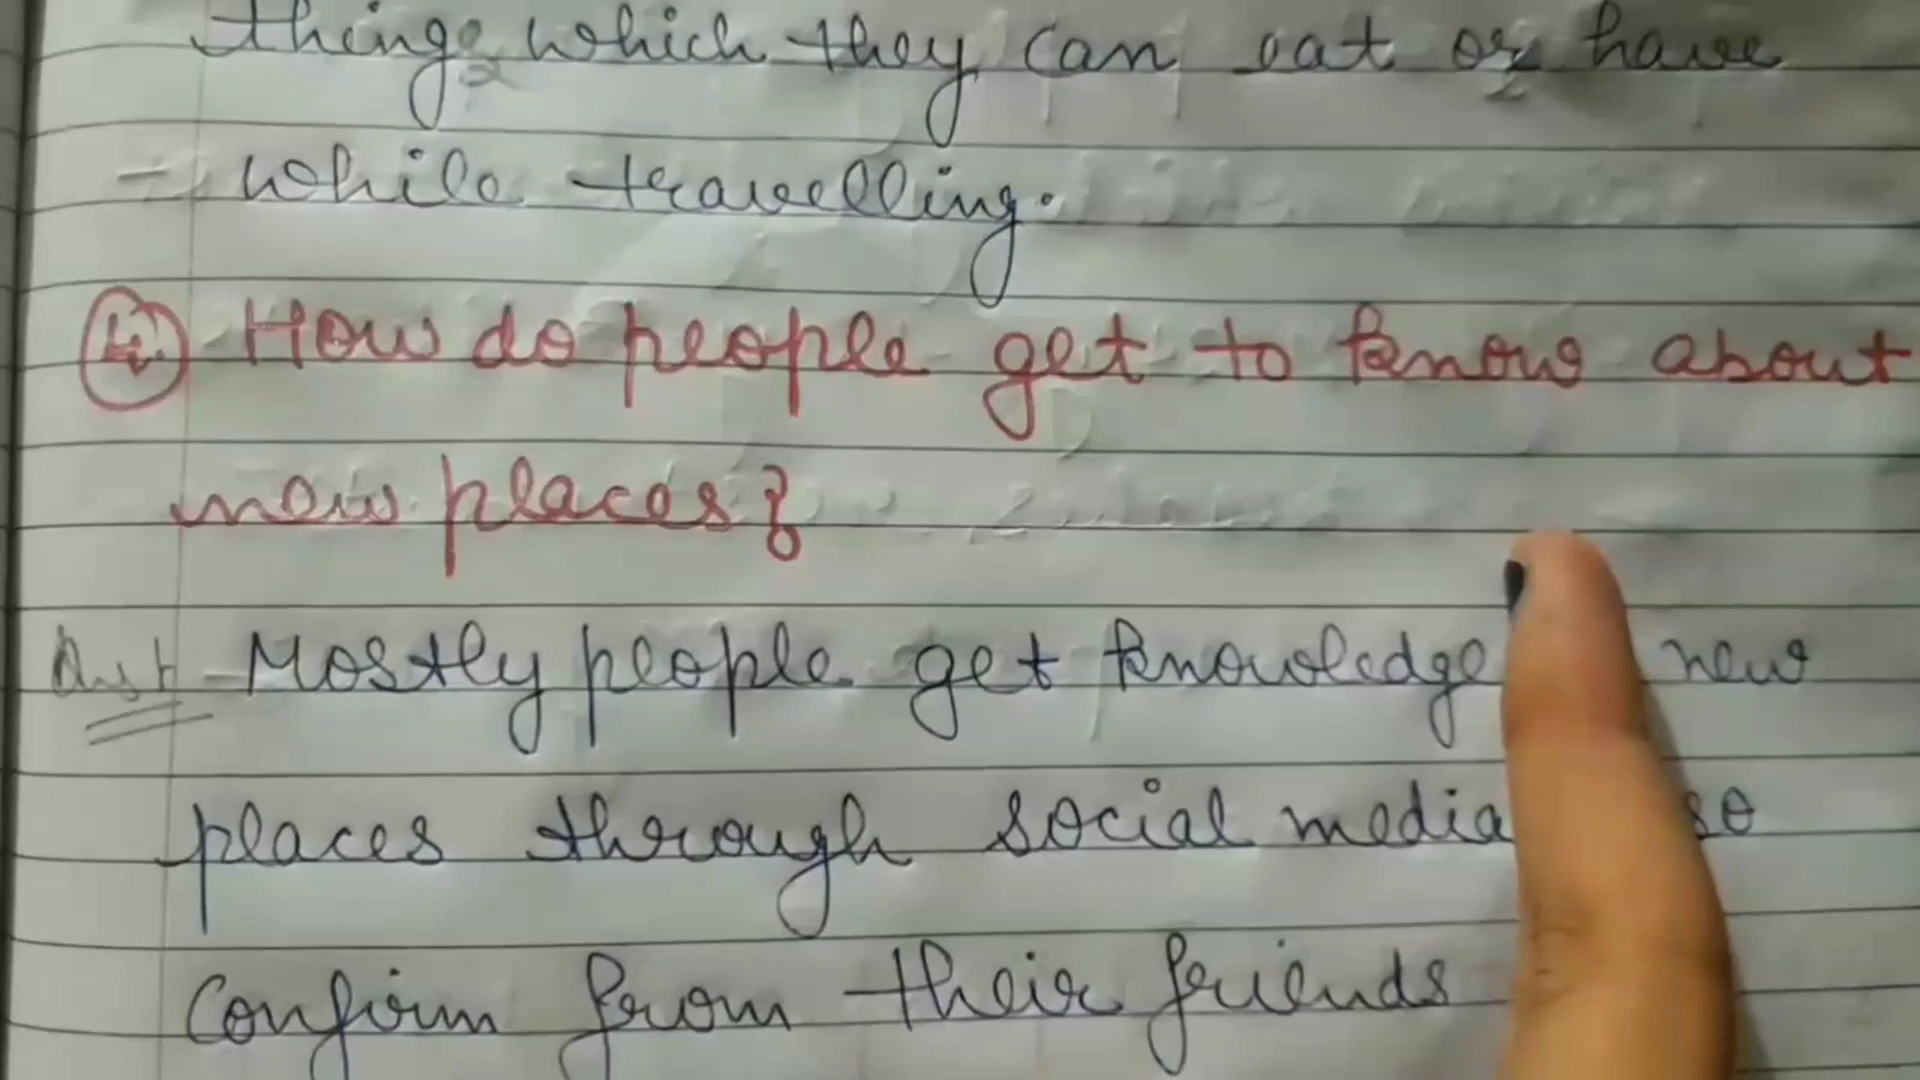 things which they can eat or have
while travelling.
4. How do people get to know about
new places?
Ans Mostly people get knowledge new
places through social media
Confirm from their friends